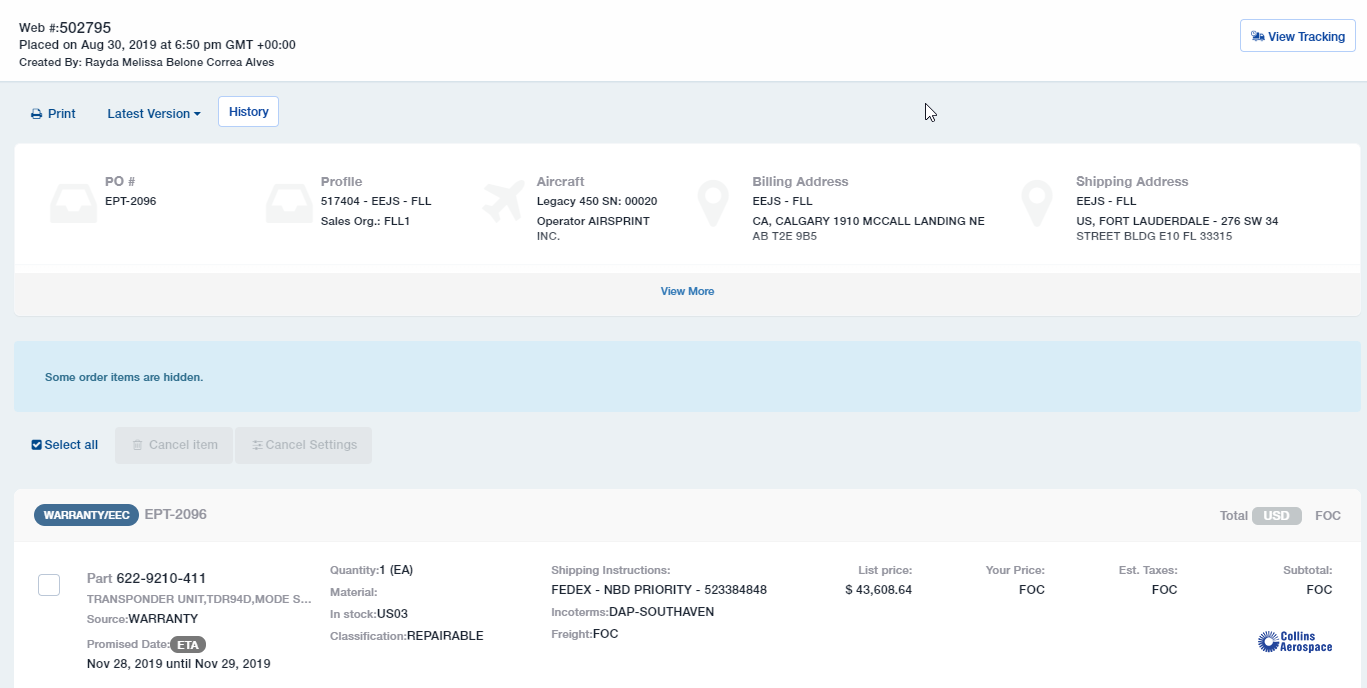 Web #:502795
Placed on Aug 30, 2019 at 6:50 pm GMT +00:00
Created By: Rayda Melissa Belone Correa Alves
View Tracking
Print
Latest Version
History
PO #
EPT-2096
Profile
517404 - EEJS - FLL
Sales Org.: FLL1
Aircraft
Legacy 450 SN: 00020
Operator AIRSPRINT
INC.
Billing Address
EEJS - FLL
CA, CALGARY 1910 MCCALL LANDING NE
AB T2E 9B5
Shipping Address
EEJS - FLL
US, FORT LAUDERDALE - 276 SW 34
STREET BLDG E10 FL 33315
View More
Some order items are hidden.
Select all
Cancel item
Cancel Settings
WARRANTY/EEC EPT-2096
Total USD FOC
Part 622-9210-411
TRANSPONDER UNIT,TDR94D,MODE S...
Source:WARRANTY
Promised Date: ETA
Nov 28, 2019 until Nov 29, 2019
Quantity:1 (EA)
Material:
In stock:US03
Classification:REPAIRABLE
Shipping Instructions:
FEDEX - NBD PRIORITY - 523384848
Incoterms:DAP-SOUTHAVEN
Freight:FOC
List price:
$ 43,608.64
Your Price:
FOC
Est. Taxes:
FOC
Subtotal:
FOC
Collins
Aerospace